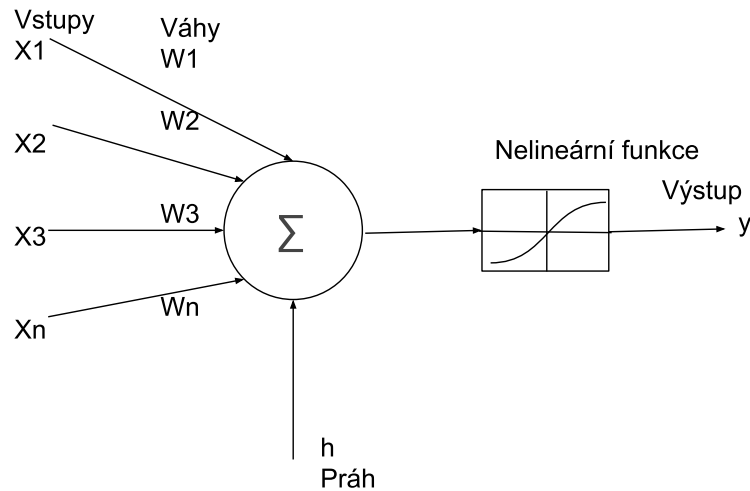 Vstupy
X1
X2
X3
Xn
Váhy
W1
W2
W3
Wn
∑
h
Práh
Nelineární funkce
Výstup
y